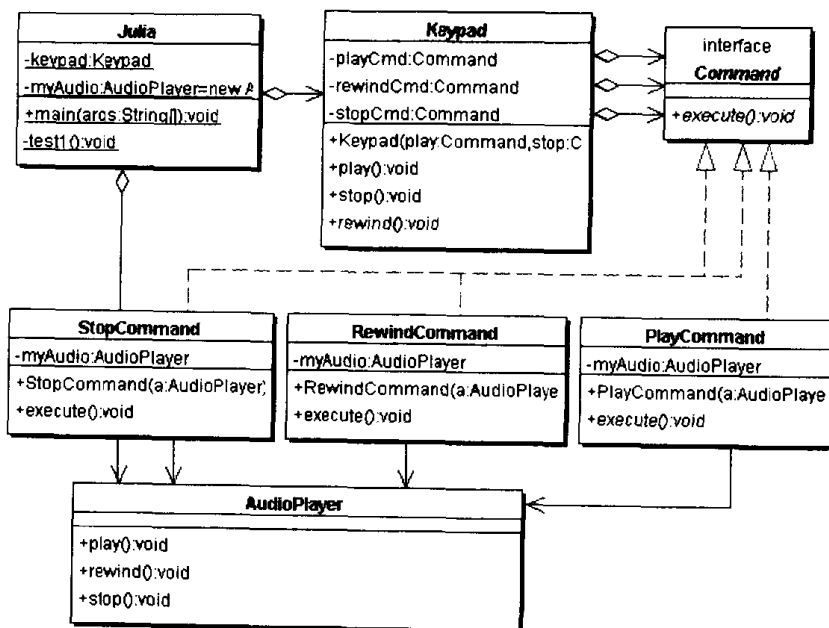 Julia
-keypad:Keypad
-myAudio:AudioPlayer=new A
+main(args:String[]):void
-test1():void
Keypad
-playCmd:Command
-rewindCmd:Command
-stopCmd:Command
+Keypad(play:Command,stop:C
+play():void
+stop():void
+rewind():void
interface
Command
+execute():void
StopCommand
-myAudio:AudioPlayer
+StopCommand(a:AudioPlayer)
+execute():void
RewindCommand
-myAudio:AudioPlayer
+RewindCommand(a:AudioPlaye
+execute():void
PlayCommand
-myAudio:AudioPlayer
+PlayCommand(a:AudioPlaye
+execute():void
AudioPlayer
+play():void
+rewind():void
+stop():void